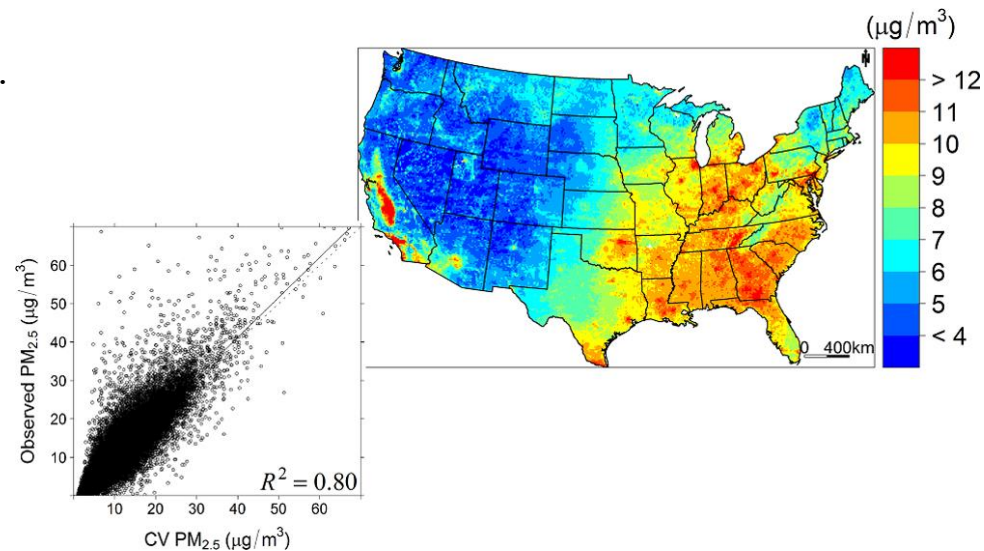 (μg/m³)
N
> 12
11
10
9
8
7
6
5
< 4
0 400km
Observed PM2.5 (μg/m³)
60
50
40
30
20
10
R² = 0.80
10 20 30 40 50 60
CV PM2.5 (μg/m³)